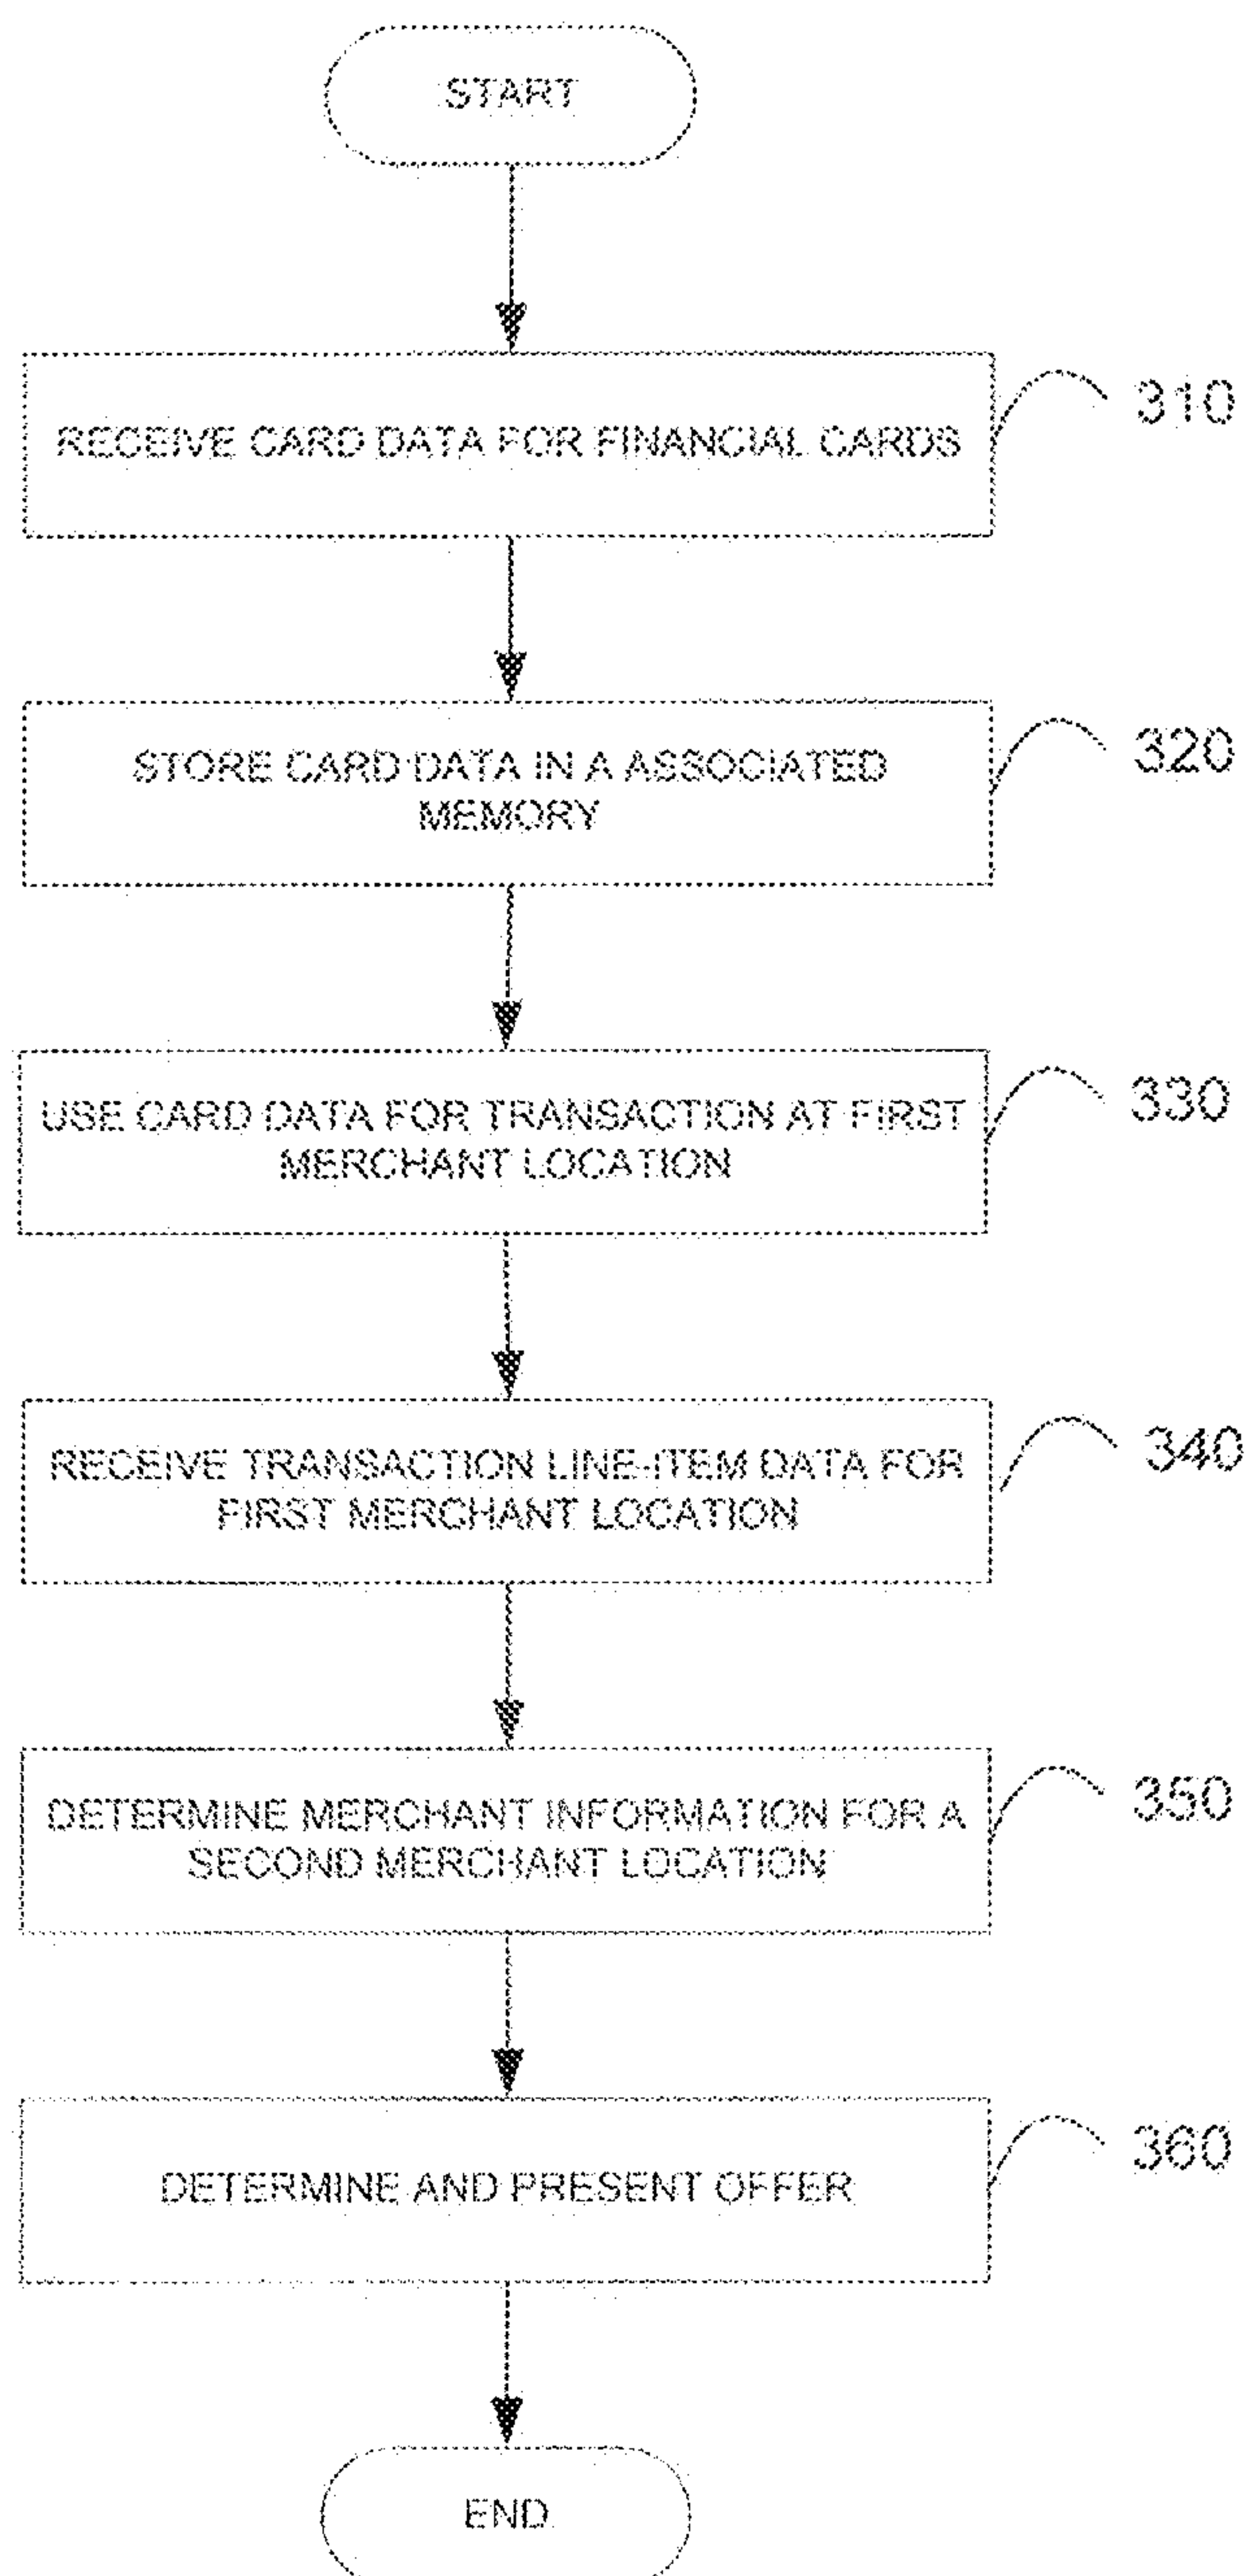 START
RECEIVE CARD DATA FOR FINANCIAL CARDS
310
STORE CARD DATA IN A ASSOCIATED
MEMORY
320
USE CARD DATA FOR TRANSACTION AT FIRST
MERCHANT LOCATION
330
RECEIVE TRANSACTION LINE-ITEM DATA FOR
FIRST MERCHANT LOCATION
340
DETERMINE MERCHANT INFORMATION FOR A
SECOND MERCHANT LOCATION
350
DETERMINE AND PRESENT OFFER
360
END